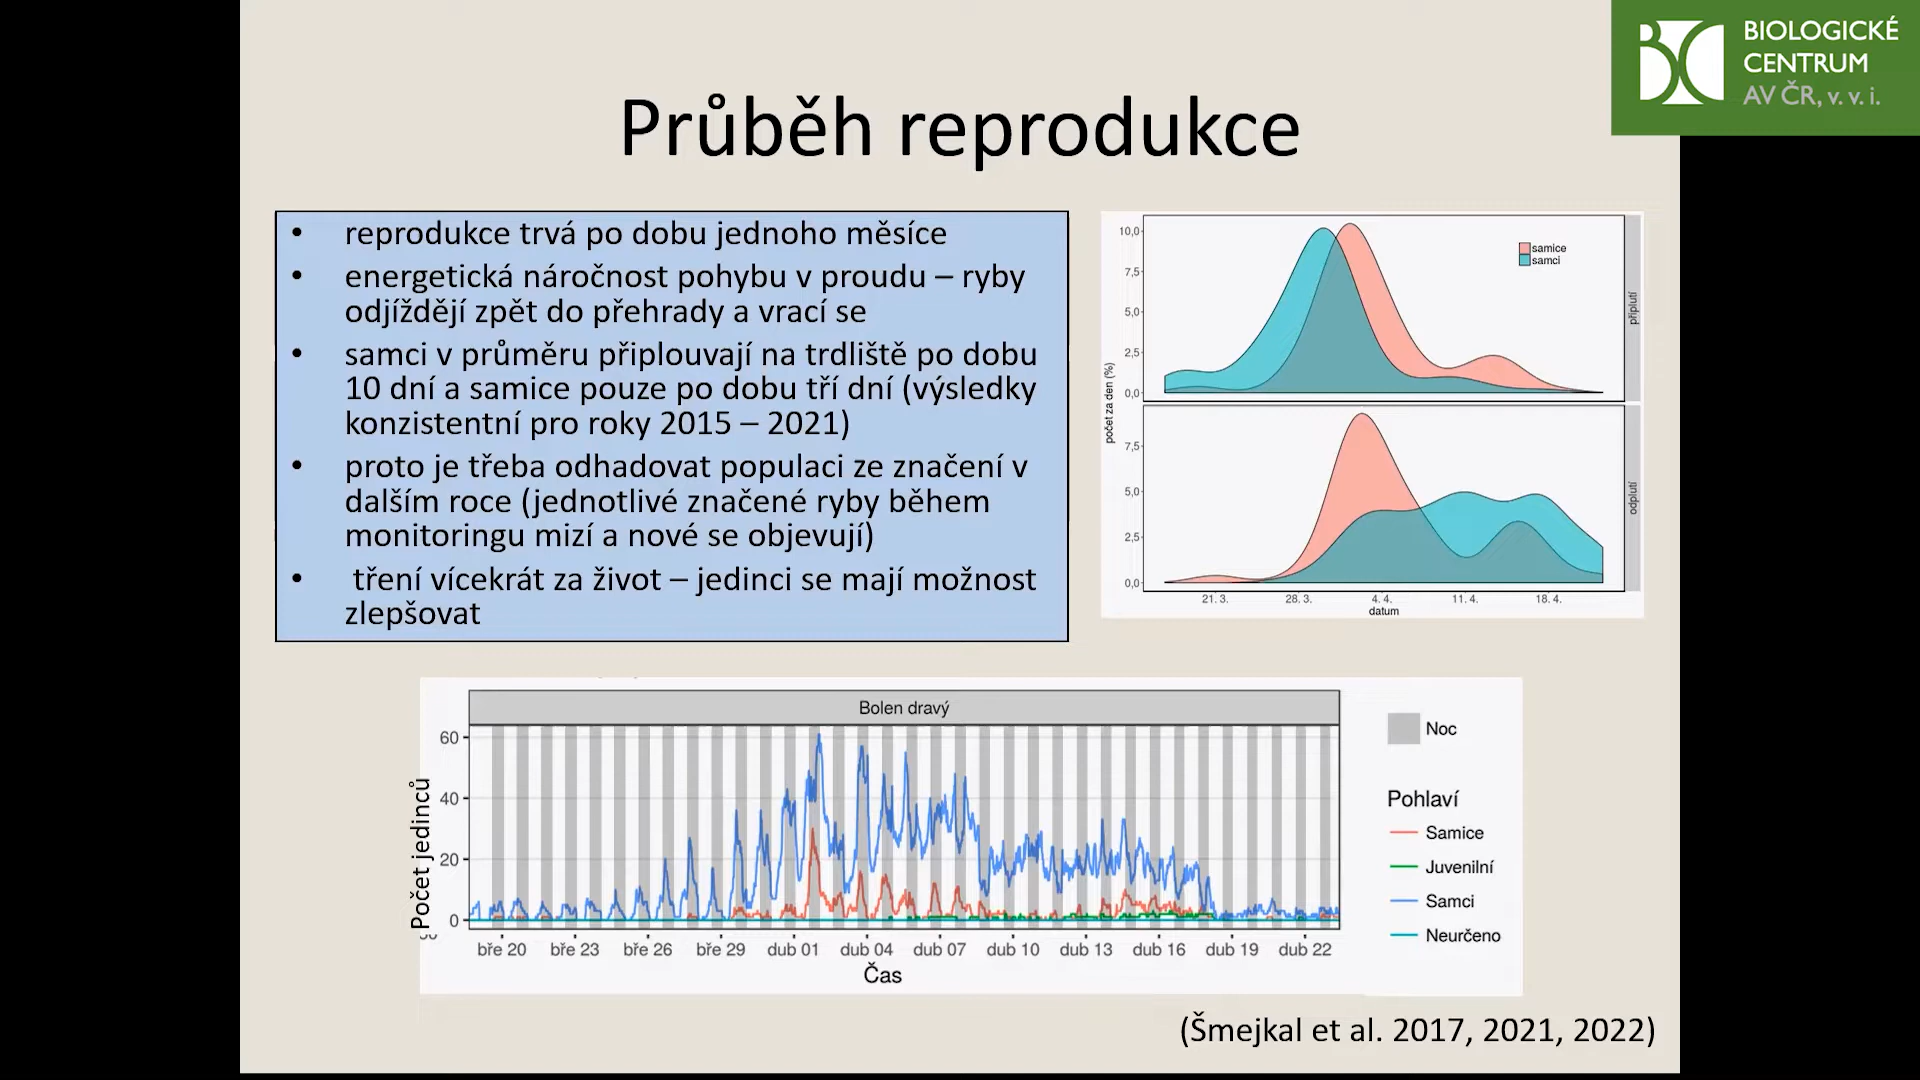 BIOLOGICKÉ
CENTRUM
AV ČR, v. v. i.
Průběh reprodukce
• reprodukce trvá po dobu jednoho měsíce
• energetická náročnost pohybu v proudu – ryby
odjíždějí zpět do přehrady a vrací se
• samci v průměru připlouvají na trdliště po dobu
10 dní a samice pouze po dobu tří dní (výsledky
konzistentní pro roky 2015 – 2021)
• proto je třeba odhadovat populaci ze značení v
dalším roce (jednotlivé značené ryby během
monitoringu mizí a nové se objevují)
• tření vícekrát za život – jedinci se mají možnost
zlepšovat
10,0
7,5
5,0
2,5
0,0
samice
samci
připlutí
počet za den (%)
7,5
5,0
2,5
0,0
odplutí
21. 3. 28. 3. 4. 4. 11. 4. 18. 4.
datum
Bolen dravý
Počet jedinců
60
40
20
0
bře 20 bře 23 bře 26 bře 29 dub 01 dub 04 dub 07 dub 10 dub 13 dub 16 dub 19 dub 22
Čas
Noc
Pohlaví
Samice
Juvenilní
Samci
Neurčeno
(Šmejkal et al. 2017, 2021, 2022)